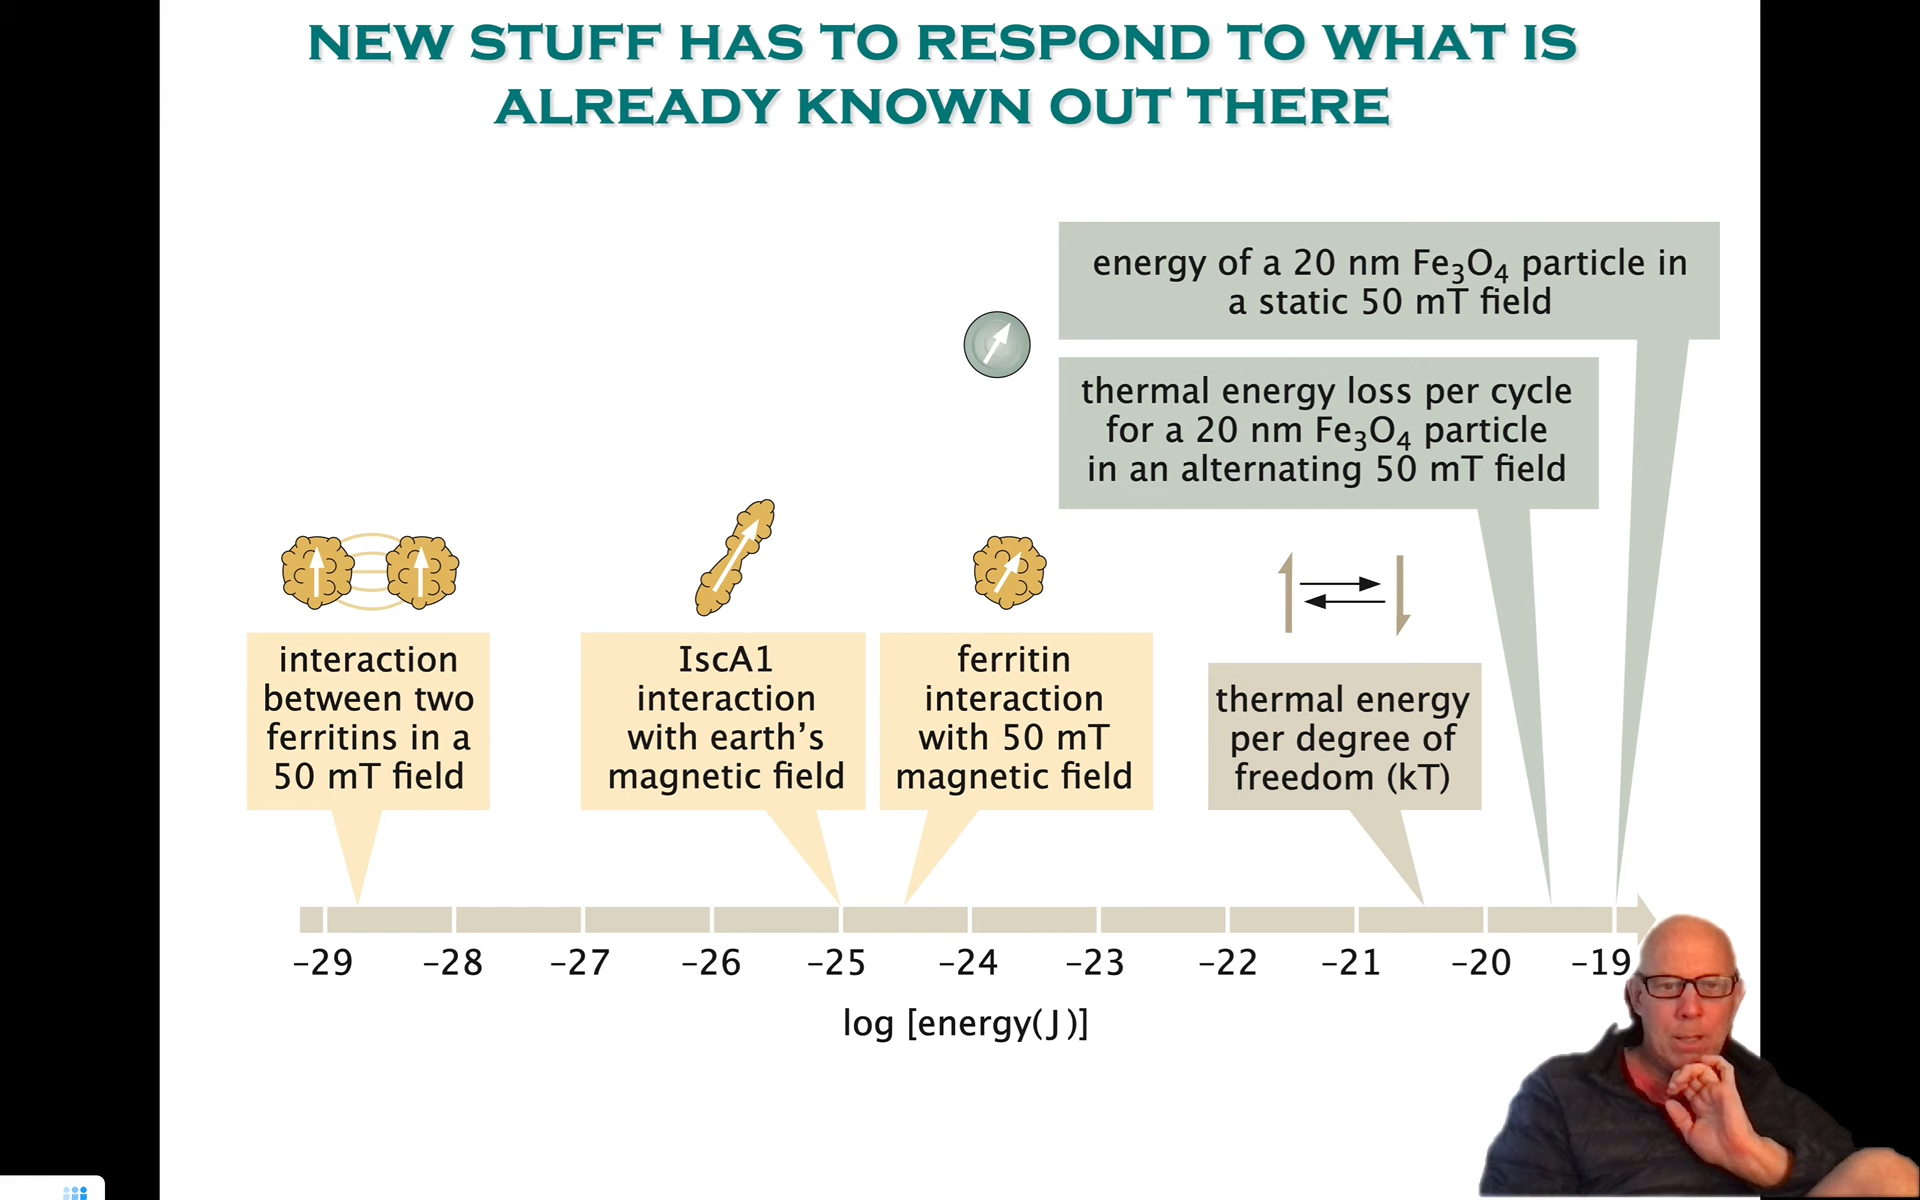 NEW STUFF HAS TO RESPOND TO WHAT IS
ALREADY KNOWN OUT THERE
energy of a 20 nm Fe₃O₄ particle in
a static 50 mT field
thermal energy loss per cycle
for a 20 nm Fe₃O₄ particle
in an alternating 50 mT field
interaction
between two
ferritins in a
50 mT field
IscA1
interaction
with earth's
magnetic field
ferritin
interaction
with 50 mT
magnetic field
thermal energy
per degree of
freedom (kT)
-29 -28 -27 -26 -25 -24 -23 -22 -21 -20 -19
log [energy(J)]